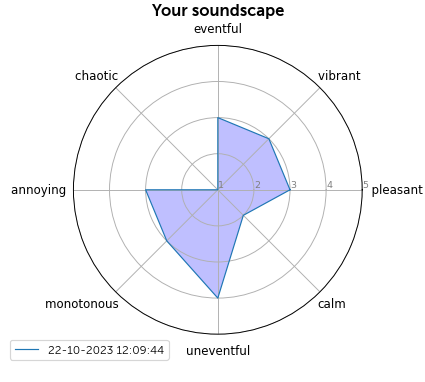 Your soundscape
eventful
chaotic
vibrant
annoying
1
2
3
4
5
pleasant
monotonous
calm
uneventful
22-10-2023 12:09:44